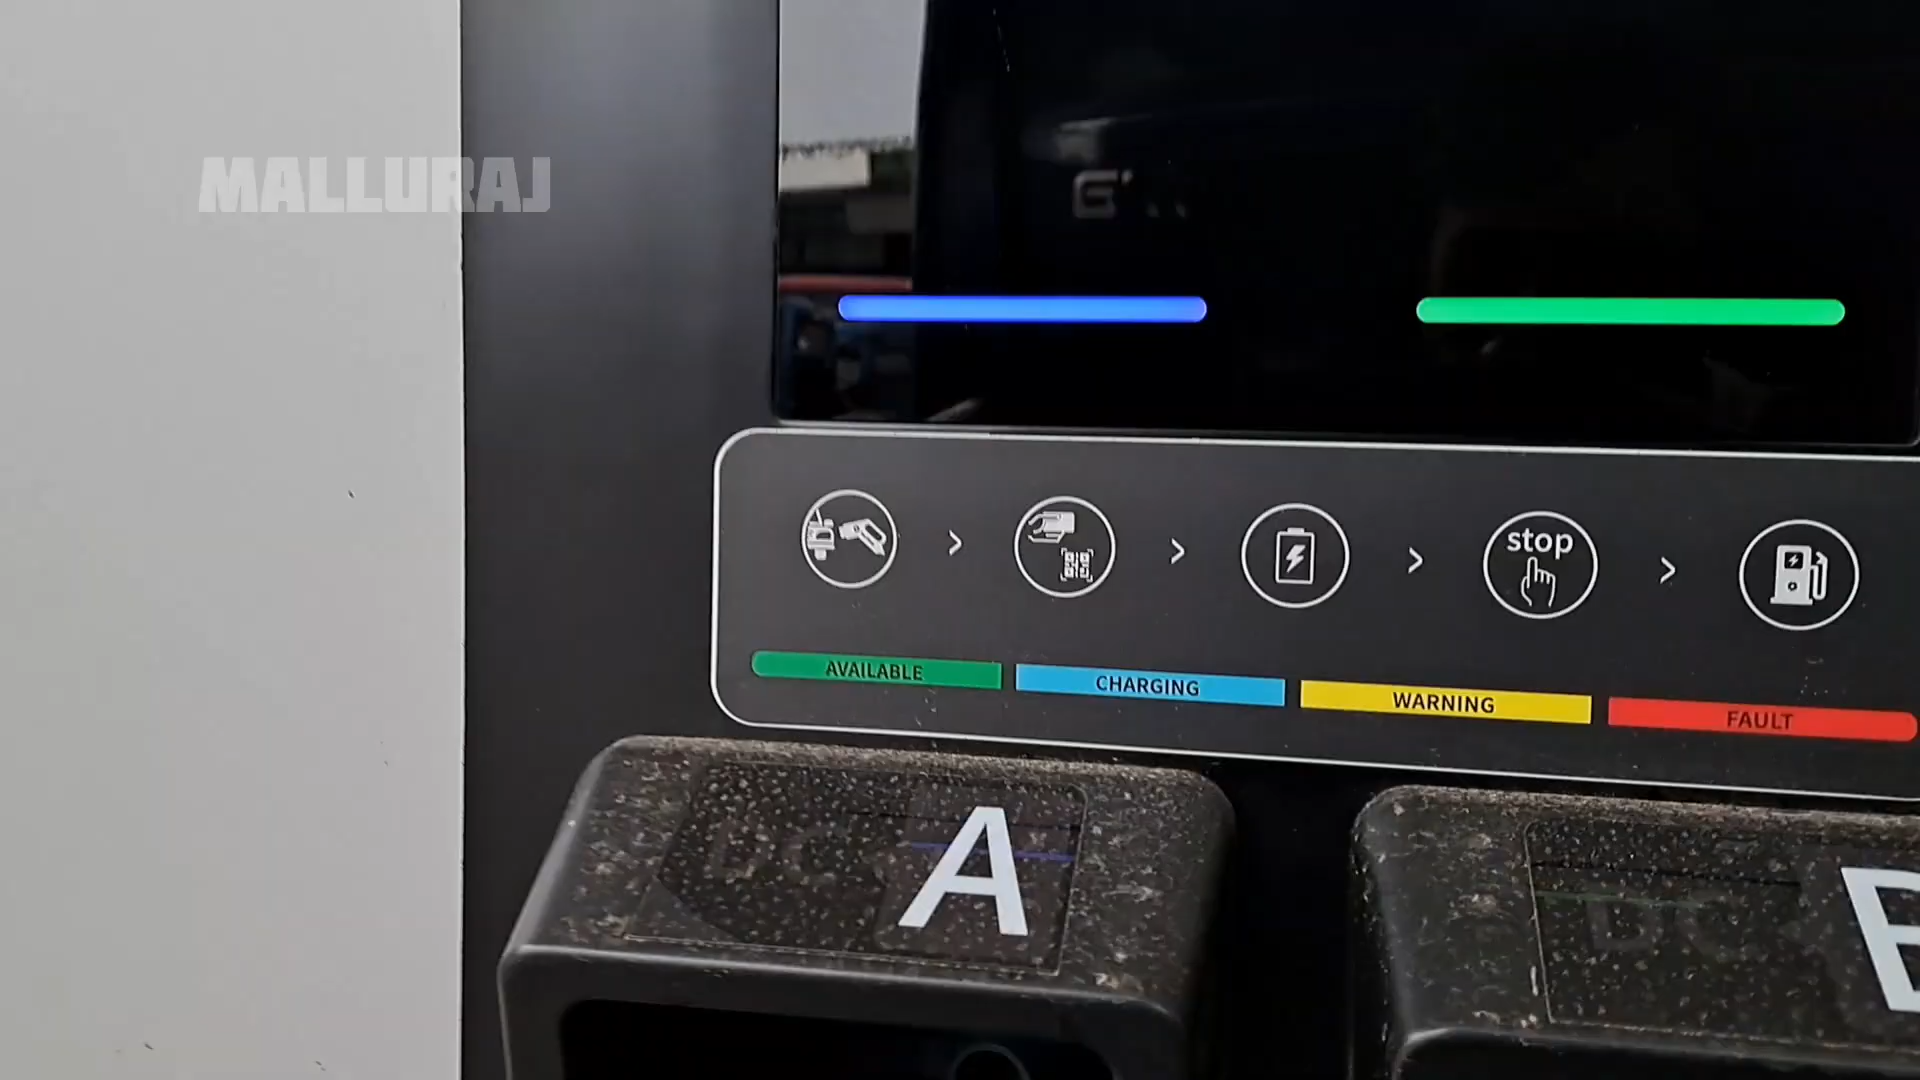 MALLURAJ
stop
AVAILABLE
CHARGING
WARNING
FAULT
A